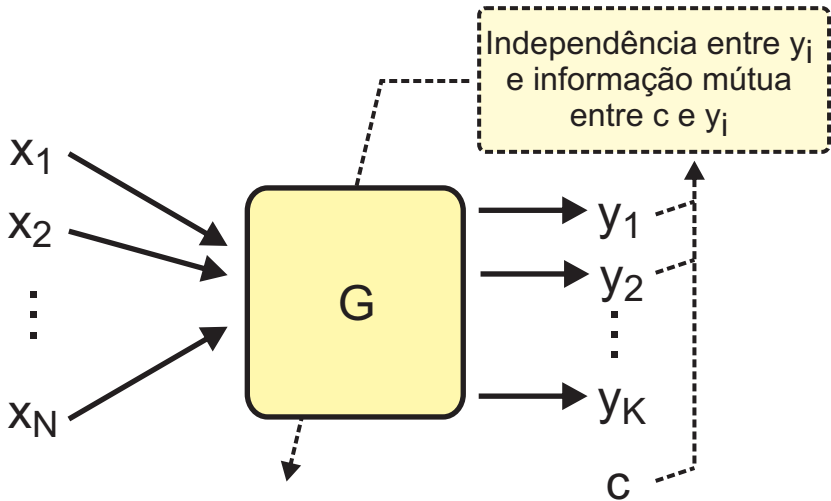 Independência entre yi
e informação mútua
entre c e yi
x1
x2
xN
G
y1
y2
yK
c